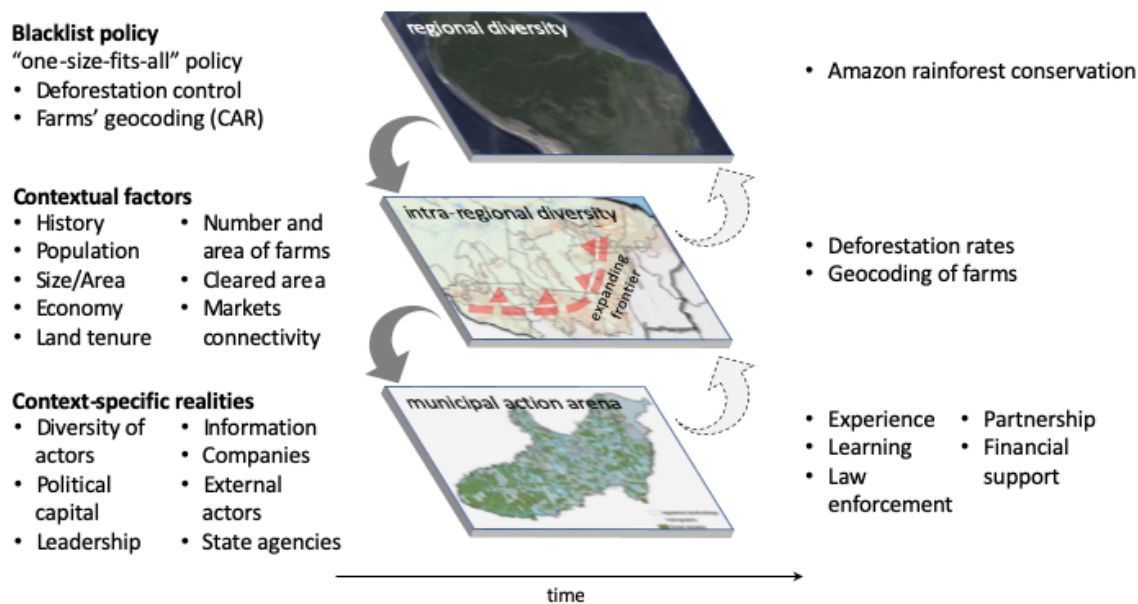 Blacklist policy
“one-size-fits-all” policy
• Deforestation control
• Farms’ geocoding (CAR)
regional diversity
• Amazon rainforest conservation
Contextual factors
• History
• Population
• Size/Area
• Economy
• Land tenure
• Number and
area of farms
• Cleared area
• Markets
connectivity
intra-regional diversity
expanding
frontier
• Deforestation rates
• Geocoding of farms
Context-specific realities
• Diversity of
actors
• Political
capital
• Leadership
• Information
• Companies
• External
actors
• State agencies
municipal action arena
• Experience
• Learning
• Law
enforcement
• Partnership
• Financial
support
time